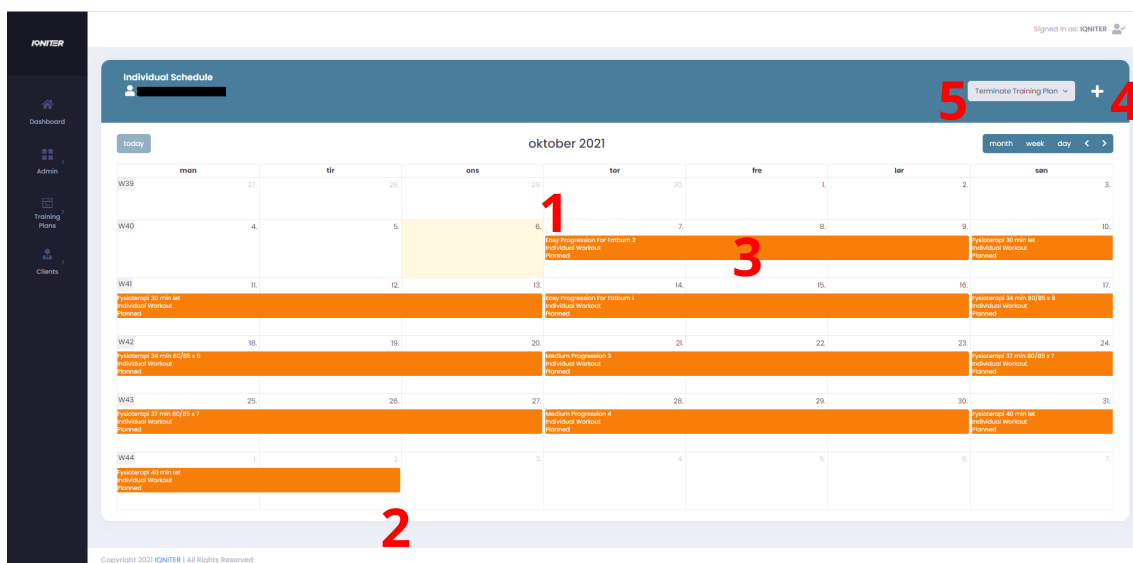 IQNITER
Signed in as: IQNITER
Individual Schedule
5
Terminate Training Plan
4
Dashboard
Admin
Training
Plans
Clients
today
oktober 2021
month week day
man tir ons tor fre lør søn
W39 27. 28. 29. 30. 1. 2. 3.
1
W40 4. 5. 6. 7. 8. 9. 10.
Easy Progression For Fatburn 2
Individual Workout
Planned
3
Fysioterapi 30 min let
Individual Workout
Planned
W41 11. 12. 13. 14. 15. 16. 17.
Fysioterapi 30 min let
Individual Workout
Planned
Easy Progression For Fatburn 1
Individual Workout
Planned
Fysioterapi 34 min 80/85 x 6
Individual Workout
Planned
W42 18. 19. 20. 21. 22. 23. 24.
Fysioterapi 34 min 80/85 x 6
Individual Workout
Planned
Medium Progression 3
Individual Workout
Planned
Fysioterapi 37 min 80/85 x 7
Individual Workout
Planned
W43 25. 26. 27. 28. 29. 30. 31.
Fysioterapi 37 min 80/85 x 7
Individual Workout
Planned
Medium Progression 4
Individual Workout
Planned
Fysioterapi 40 min let
Individual Workout
Planned
W44 1. 2. 3. 4. 5. 6. 7.
Fysioterapi 40 min let
Individual Workout
Planned
2
Copyright 2021 IQNITER | All Rights Reserved